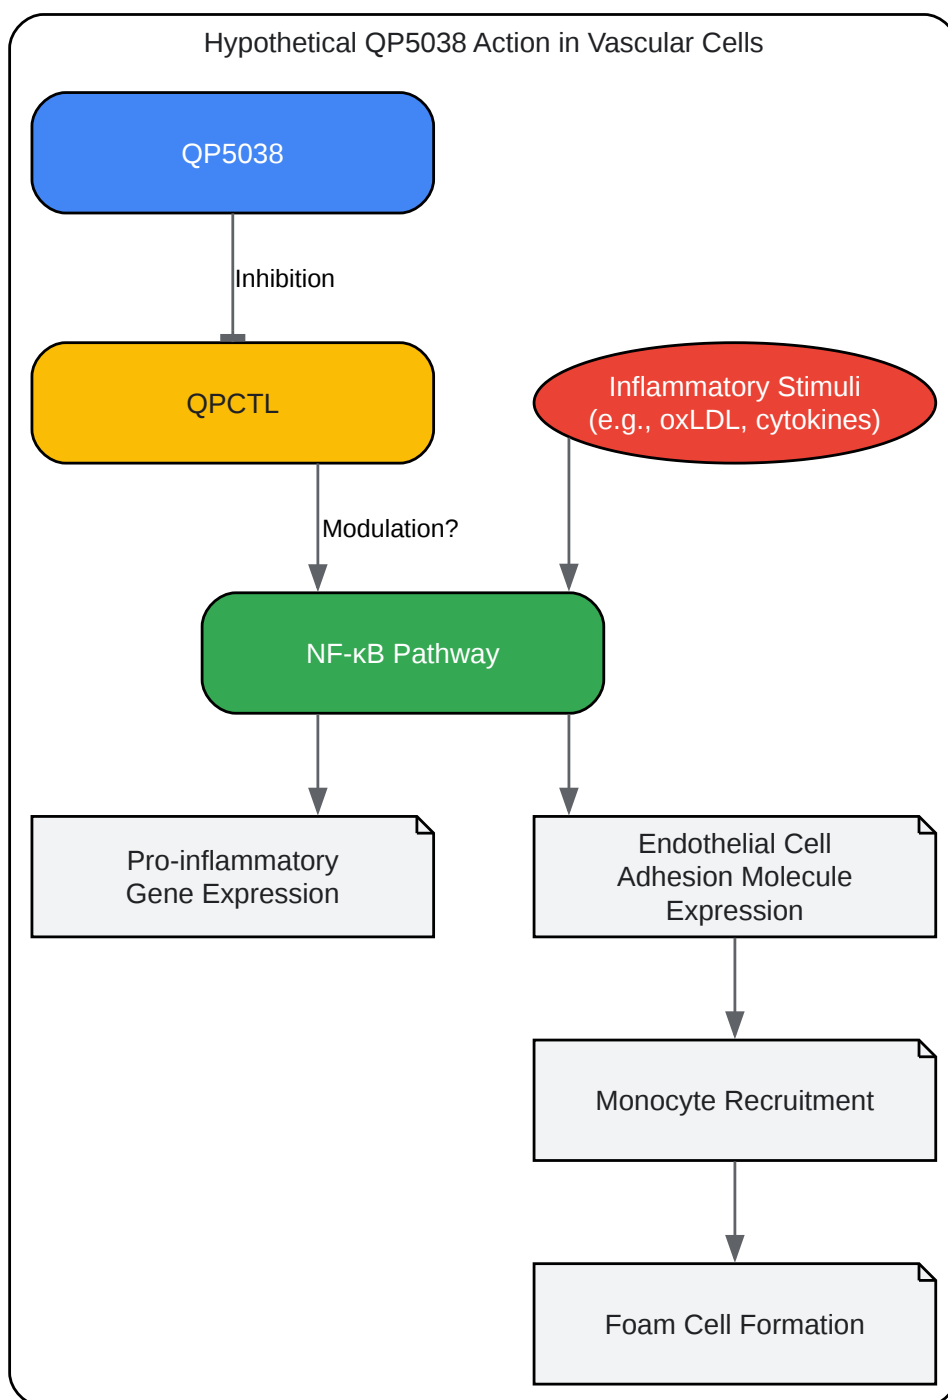 Hypothetical QP5038 Action in Vascular Cells
QP5038
Inhibition
QPCTL
Inflammatory Stimuli
(e.g., oxLDL, cytokines)
Modulation?
NF-κB Pathway
Pro-inflammatory
Gene Expression
Endothelial Cell
Adhesion Molecule
Expression
Monocyte Recruitment
Foam Cell Formation